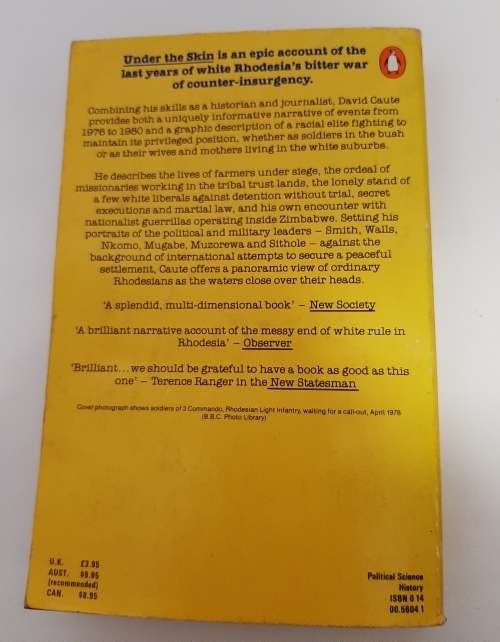 Under the Skin is an epic account of the
last years of white Rhodesia's bitter war
of counter-insurgency.
Combining his skills as a historian and journalist, David Caute
provides both a uniquely informative narrative of events from
1976 to 1980 and a graphic description of a racial elite fighting to
maintain its privileged position, whether as soldiers in the bush
or as their wives and mothers living in the white suburbs.
He describes the lives of farmers under siege, the ordeal of
missionaries working in the tribal trust lands, the lonely stand of
a few white liberals against detention without trial, secret
executions and martial law, and his own encounter with
nationalist guerrillas operating inside Zimbabwe. Setting his
portraits of the political and military leaders – Smith, Walls,
Nkomo, Mugabe, Muzorewa and Sithole – against the
background of international attempts to secure a peaceful
settlement, Caute offers a panoramic view of ordinary
Rhodesians as the waters close over their heads.
'A splendid, multi-dimensional book' – New Society
'A brilliant narrative account of the messy end of white rule in
Rhodesia' – Observer
'Brilliant...we should be grateful to have a book as good as this
one' – Terence Ranger in the New Statesman
Cover photograph shows soldiers of 3 Commando, Rhodesian Light Infantry, waiting for a call-out, April 1978
(B.B.C. Photo Library)
U.K. £3.95
AUST. $9.95
(recommended)
CAN. $8.95
Political Science
History
ISBN 0 14
00.5604 1